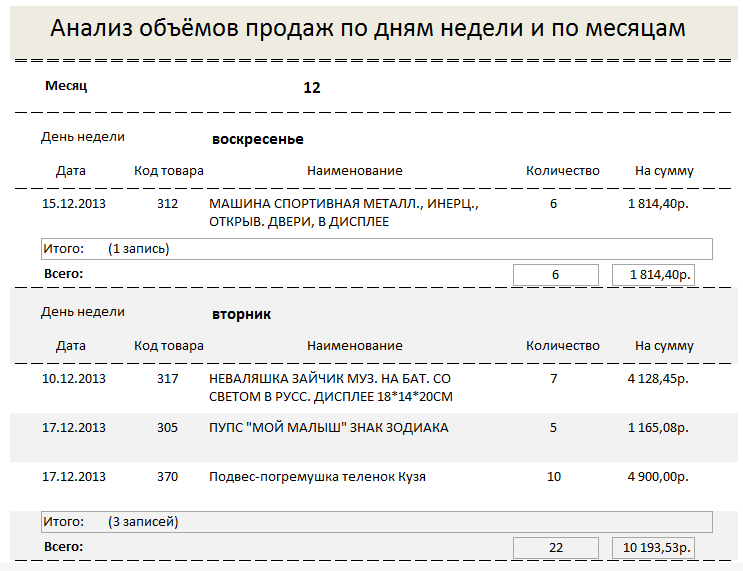 Анализ объёмов продаж по дням недели и по месяцам
Месяц 12
День недели воскресенье
Дата Код товара Наименование Количество На сумму
15.12.2013 312 МАШИНА СПОРТИВНАЯ МЕТАЛЛ., ИНЕРЦ., 6 1 814,40р.
ОТКРЫВ. ДВЕРИ, В ДИСПЛЕЕ
Итого: (1 запись)
Всего: 6 1 814,40р.
День недели вторник
Дата Код товара Наименование Количество На сумму
10.12.2013 317 НЕВАЛЯШКА ЗАЙЧИК МУЗ. НА БАТ. СО 7 4 128,45р.
СВЕТОМ В РУСС. ДИСПЛЕЕ 18*14*20СМ
17.12.2013 305 ПУПС "МОЙ МАЛЫШ" ЗНАК ЗОДИАКА 5 1 165,08р.
17.12.2013 370 Подвес-погремушка теленок Кузя 10 4 900,00р.
Итого: (3 записей)
Всего: 22 10 193,53р.